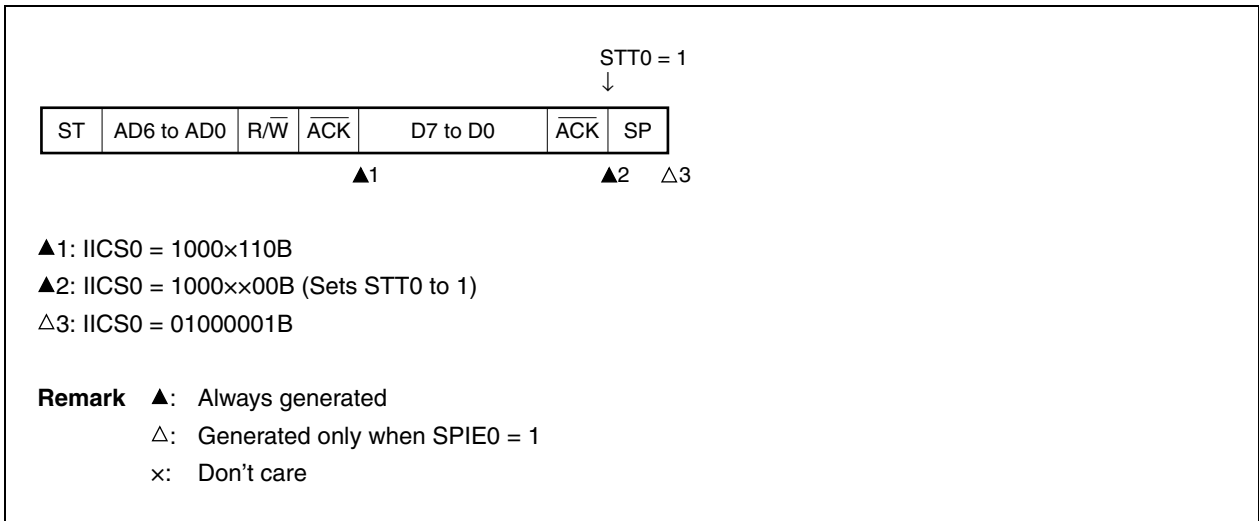 STT0 = 1
↓
ST AD6 to AD0 R/W̅ A̅C̅K̅ D7 to D0 A̅C̅K̅ SP
▲1 ▲2 △3
▲1: IICS0 = 1000×110B
▲2: IICS0 = 1000××00B (Sets STT0 to 1)
△3: IICS0 = 01000001B
Remark ▲: Always generated
△: Generated only when SPIE0 = 1
×: Don't care